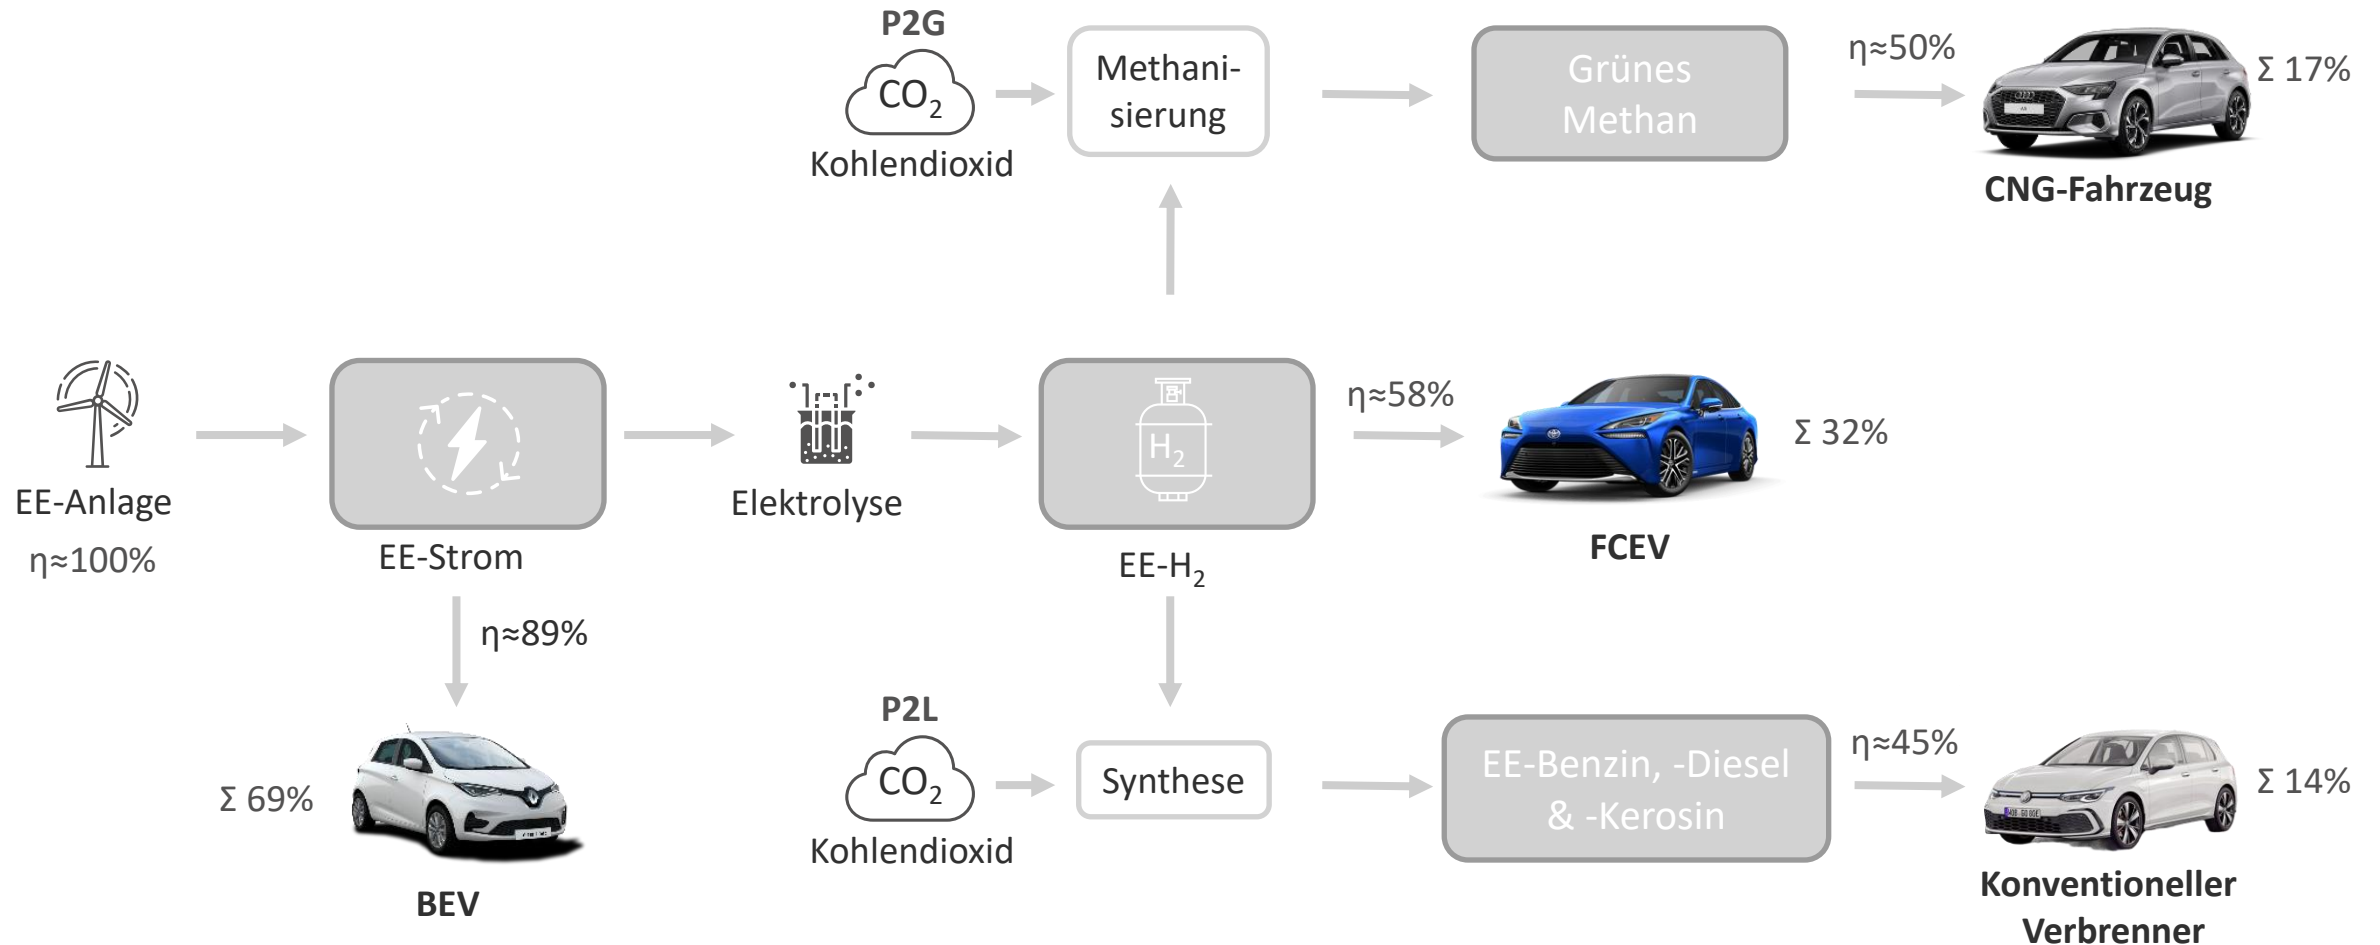 P2G
CO₂
Kohlendioxid
Methani-
sierung
Grünes
Methan
η≈50%
Σ 17%
CNG-Fahrzeug
EE-Anlage
η≈100%
EE-Strom
Elektrolyse
H₂
EE-H₂
η≈58%
Σ 32%
FCEV
η≈89%
Σ 69%
BEV
P2L
CO₂
Kohlendioxid
Synthese
EE-Benzin, -Diesel
& -Kerosin
η≈45%
Σ 14%
Konventioneller
Verbrenner